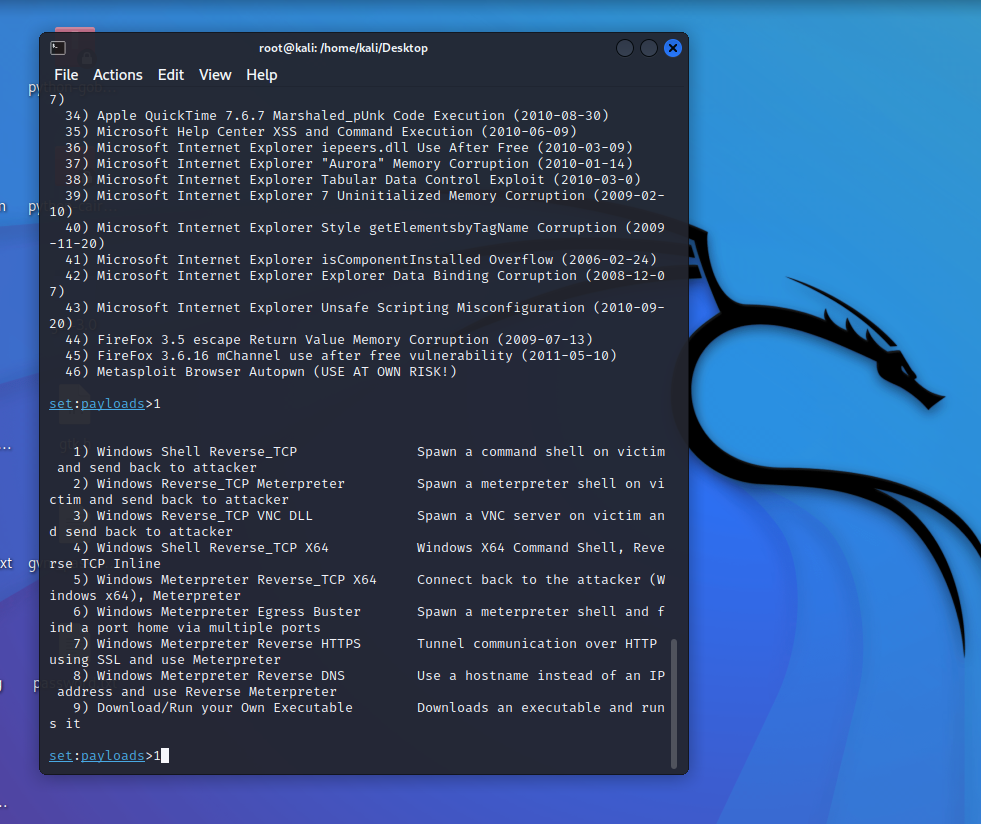 root@kali: /home/kali/Desktop
File Actions Edit View Help
7)
34) Apple QuickTime 7.6.7 Marshaled_pUnk Code Execution (2010-08-30)
35) Microsoft Help Center XSS and Command Execution (2010-06-09)
36) Microsoft Internet Explorer iepeers.dll Use After Free (2010-03-09)
37) Microsoft Internet Explorer "Aurora" Memory Corruption (2010-01-14)
38) Microsoft Internet Explorer Tabular Data Control Exploit (2010-03-0)
39) Microsoft Internet Explorer 7 Uninitialized Memory Corruption (2009-02-
10)
40) Microsoft Internet Explorer Style getElementsbyTagName Corruption (2009
-11-20)
41) Microsoft Internet Explorer isComponentInstalled Overflow (2006-02-24)
42) Microsoft Internet Explorer Explorer Data Binding Corruption (2008-12-0
7)
43) Microsoft Internet Explorer Unsafe Scripting Misconfiguration (2010-09-
20)
44) FireFox 3.5 escape Return Value Memory Corruption (2009-07-13)
45) FireFox 3.6.16 mChannel use after free vulnerability (2011-05-10)
46) Metasploit Browser Autopwn (USE AT OWN RISK!)
set:payloads>1
1) Windows Shell Reverse_TCP Spawn a command shell on victim
and send back to attacker
2) Windows Reverse_TCP Meterpreter Spawn a meterpreter shell on vi
ctim and send back to attacker
3) Windows Reverse_TCP VNC DLL Spawn a VNC server on victim an
d send back to attacker
4) Windows Shell Reverse_TCP X64 Windows X64 Command Shell, Reve
rse TCP Inline
5) Windows Meterpreter Reverse_TCP X64 Connect back to the attacker (W
indows x64), Meterpreter
6) Windows Meterpreter Egress Buster Spawn a meterpreter shell and f
ind a port home via multiple ports
7) Windows Meterpreter Reverse HTTPS Tunnel communication over HTTP
using SSL and use Meterpreter
8) Windows Meterpreter Reverse DNS Use a hostname instead of an IP
address and use Reverse Meterpreter
9) Download/Run your Own Executable Downloads an executable and run
s it
set:payloads>1